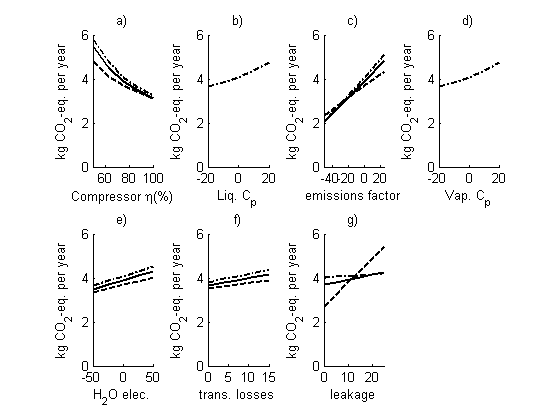 a) b) c) d)
6 6 6 6
4 4 4 4
2 2 2 2
0 0 0 0
60 80 100 -20 0 20 -40 -20 0 20 -20 0 20
Compressor η(%) Liq. Cp emissions factor Vap. Cp
kg CO2-eq. per year kg CO2-eq. per year kg CO2-eq. per year kg CO2-eq. per year
e) f) g)
6 6 6
4 4 4
2 2 2
0 0 0
-50 0 50 0 5 10 15 0 10 20
H2O elec. trans. losses leakage
kg CO2-eq. per year kg CO2-eq. per year kg CO2-eq. per year